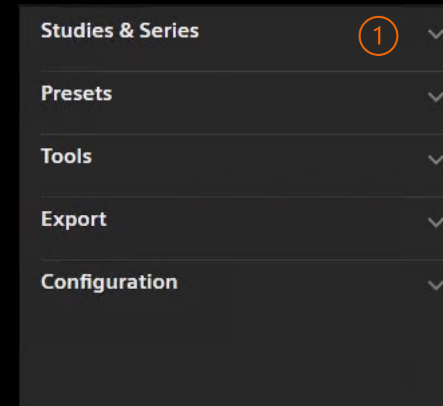 Studies & Series 1
Presets
Tools
Export
Configuration